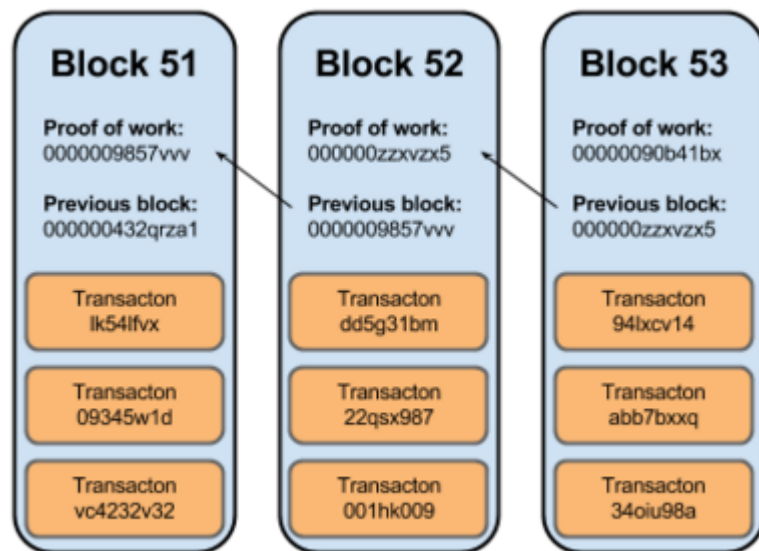 Block 51
Proof of work:
0000009857vvv
Previous block:
000000432qrza1
Transacton
lk54lfvx
Transacton
09345w1d
Transacton
vc4232v32
Block 52
Proof of work:
000000zzxvzx5
Previous block:
0000009857vvv
Transacton
dd5g31bm
Transacton
22qsx987
Transacton
001hk009
Block 53
Proof of work:
00000090b41bx
Previous block:
000000zzxvzx5
Transacton
94lxcv14
Transacton
abb7bxxq
Transacton
34oiu98a